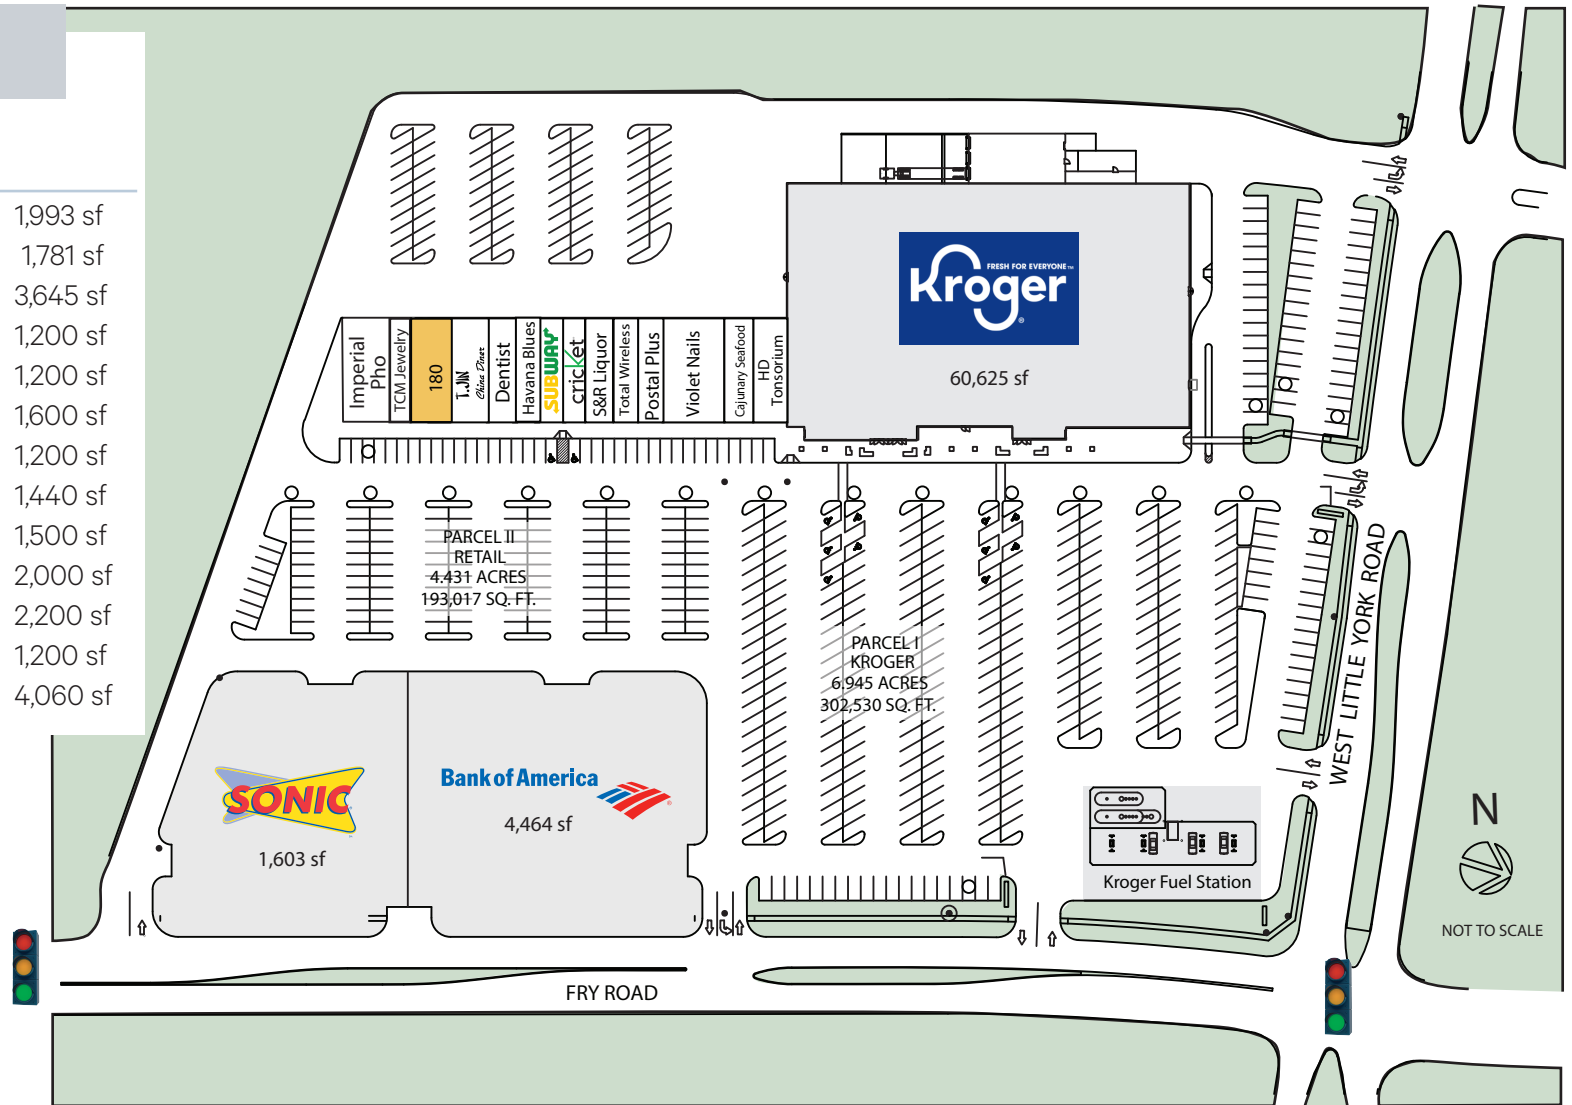 1,993 sf
1,781 sf
3,645 sf
1,200 sf
1,200 sf
1,600 sf
1,200 sf
1,440 sf
1,500 sf
2,000 sf
2,200 sf
1,200 sf
4,060 sf
FRESH FOR EVERYONE™
Kroger
60,625 sf
Imperial
Pho
TCM Jewelry
180
T.JIN
China Diner
Dentist
Havana Blues
SUBWAY
cricket
S&R Liquor
Total Wireless
Postal Plus
Violet Nails
Cajunary Seafood
HD
Tonsorium
PARCEL II
RETAIL
4.431 ACRES
193,017 SQ. FT.
PARCEL I
KROGER
6.945 ACRES
302,530 SQ. FT.
WEST LITTLE YORK ROAD
SONIC
1,603 sf
Bank of America
4,464 sf
Kroger Fuel Station
N
NOT TO SCALE
FRY ROAD